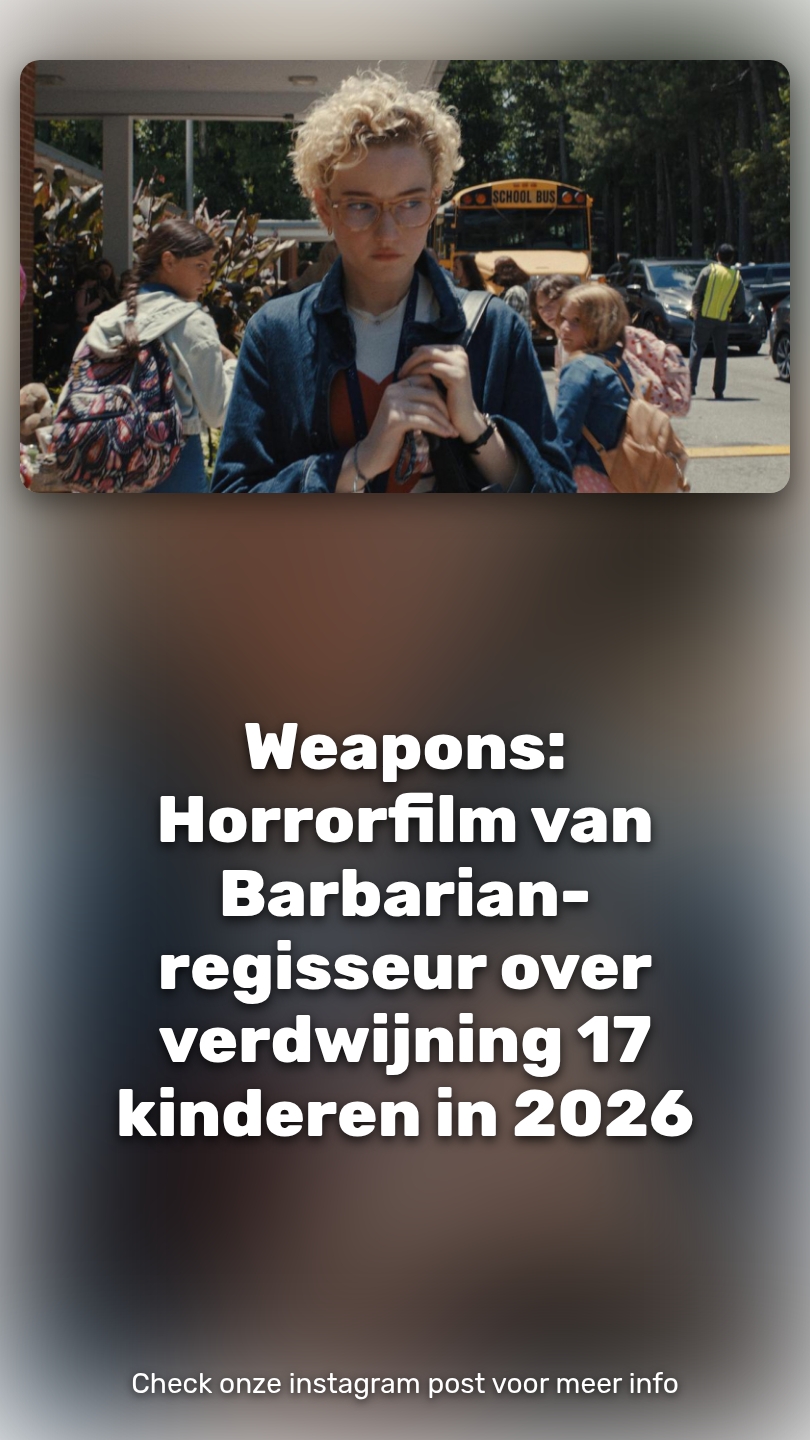 SCHOOL BUS
Weapons:
Horrorfilm van
Barbarian-
regisseur over
verdwijning 17
kinderen in 2026
Check onze instagram post voor meer info